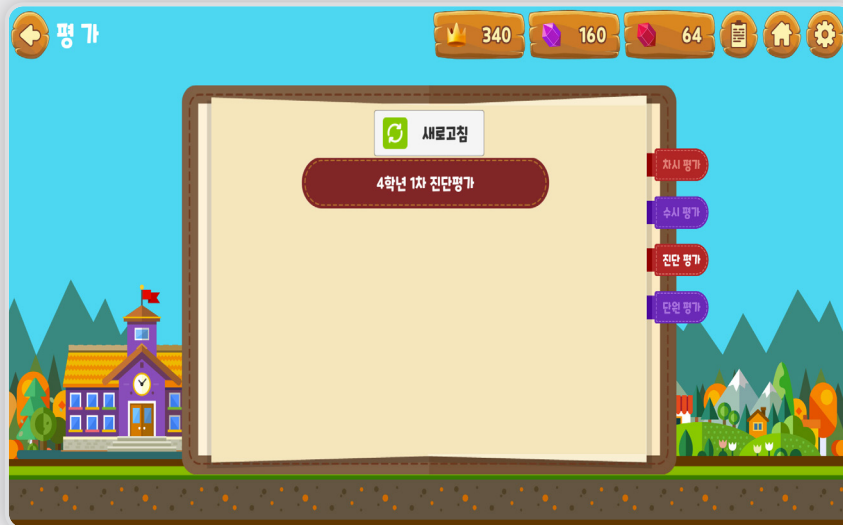 평가
340
160
64
새로고침
4학년 1차 진단평가
차시 평가
수시 평가
진단 평가
단원 평가